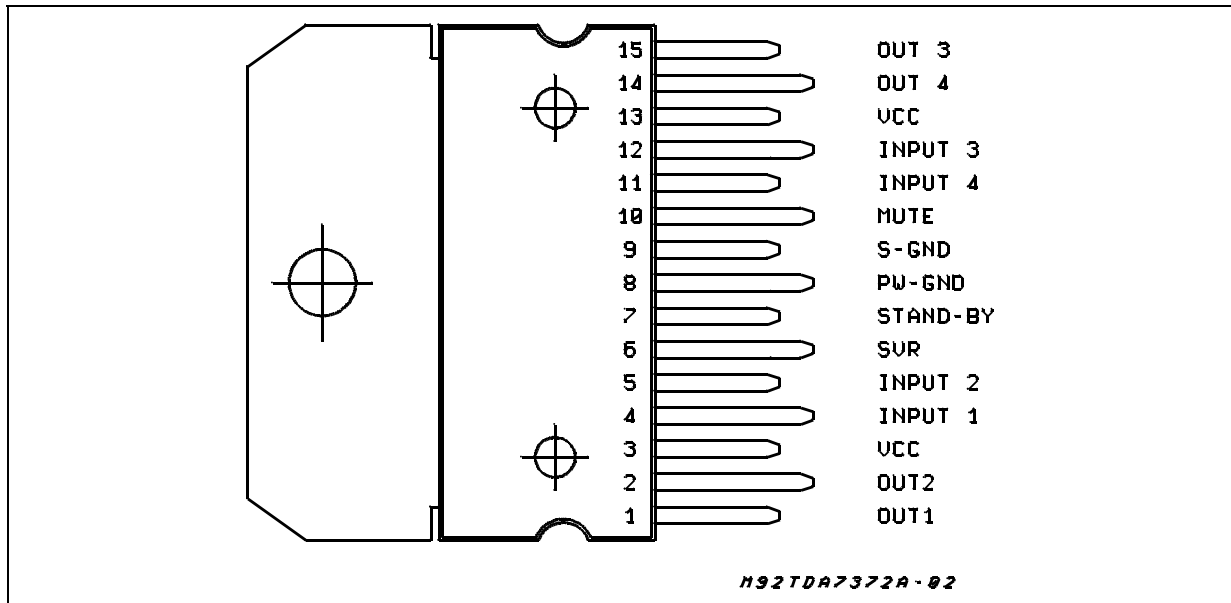 15 OUT 3
14 OUT 4
13 VCC
12 INPUT 3
11 INPUT 4
10 MUTE
9 S-GND
8 PW-GND
7 STAND-BY
6 SVR
5 INPUT 2
4 INPUT 1
3 VCC
2 OUT2
1 OUT1
M92TDA7372A-02